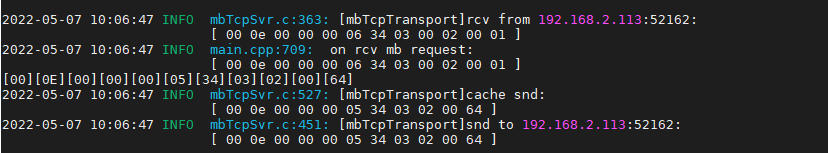 2022-05-07 10:06:47 INFO  mbTcpSvr.c:363: [mbTcpTransport]rcv from 192.168.2.113:52162:
[ 00 0e 00 00 00 06 34 03 00 02 00 01 ]
2022-05-07 10:06:47 INFO  main.cpp:709:  on rcv mb request:
[ 00 0e 00 00 00 06 34 03 00 02 00 01 ]
[00][0E][00][00][00][05][34][03][02][00][64]
2022-05-07 10:06:47 INFO  mbTcpSvr.c:527: [mbTcpTransport]cache snd:
[ 00 0e 00 00 00 05 34 03 02 00 64 ]
2022-05-07 10:06:47 INFO  mbTcpSvr.c:451: [mbTcpTransport]snd to 192.168.2.113:52162:
[ 00 0e 00 00 00 05 34 03 02 00 64 ]